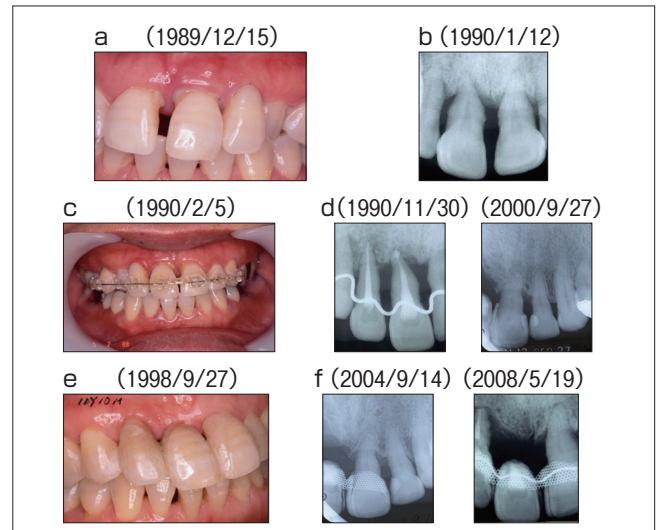 a (1989/12/15)
b (1990/1/12)
c (1990/2/5)
d (1990/11/30) (2000/9/27)
e (1998/9/27)
f (2004/9/14) (2008/5/19)